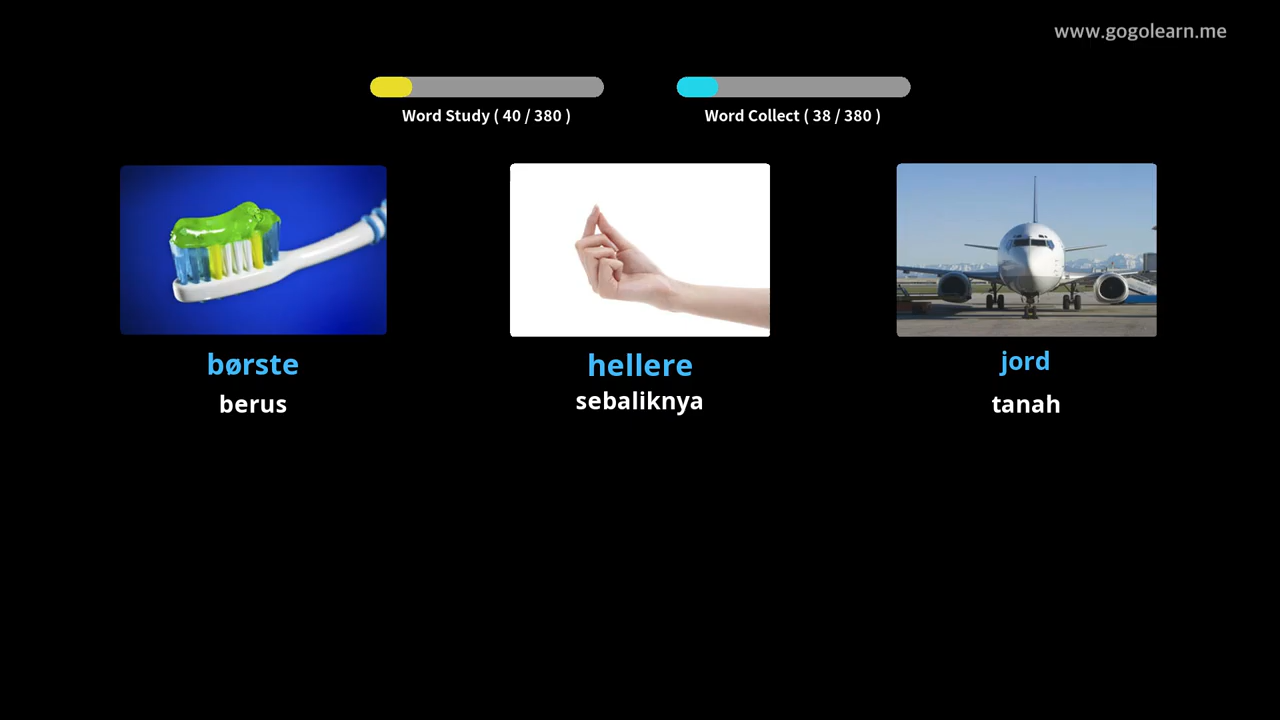 www.gogolearn.me
Word Study ( 40 / 380 )
Word Collect ( 38 / 380 )
børste
berus
hellere
sebaliknya
jord
tanah